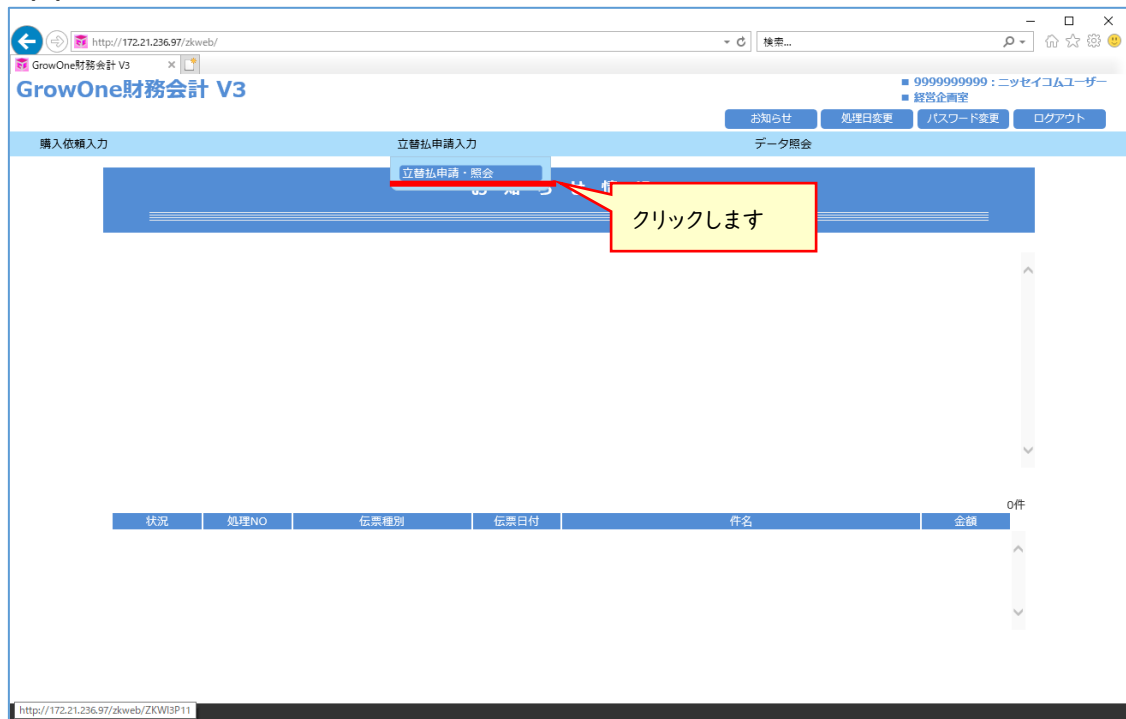 http://172.21.236.97/zkweb/
検索...
GrowOne財務会計 V3
GrowOne財務会計 V3
9999999999：ニッセイコムユーザー
経営企画室
お知らせ 処理日変更 パスワード変更 ログアウト
購入依頼入力 立替払申請入力 データ照会
立替払申請・照会
クリックします
0件
状況 処理NO 伝票種別 伝票日付 件名 金額
http://172.21.236.97/zkweb/ZKWI3P11